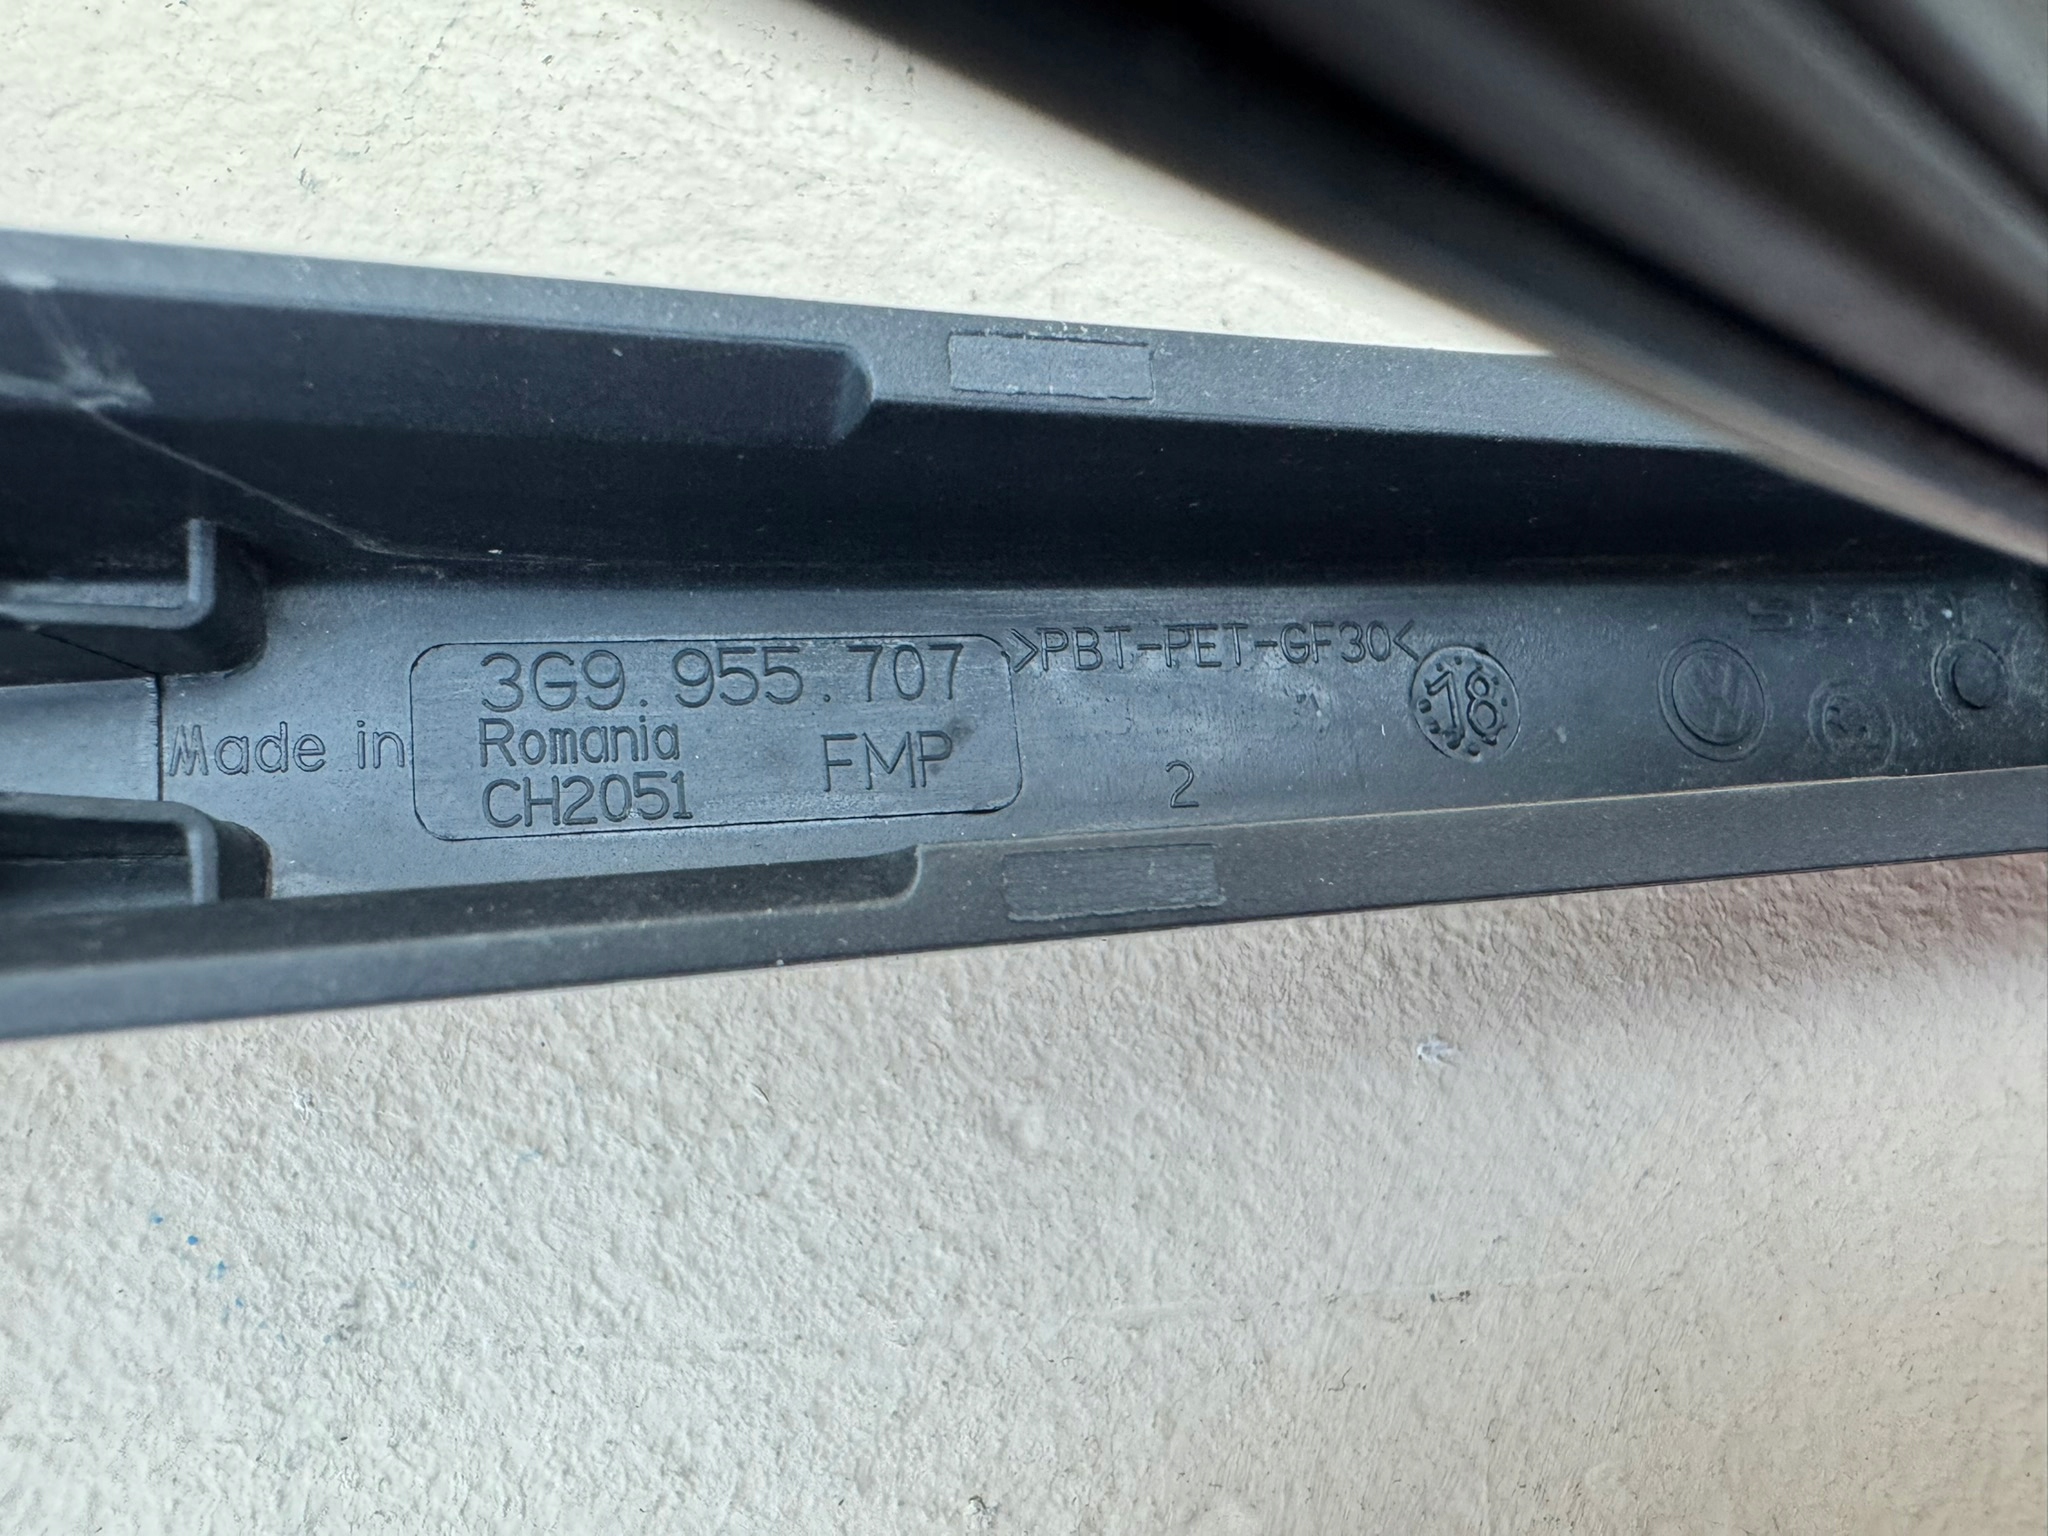 3G9.955.707
>PBT-PET-GF30<
18
Made in
Romania
FMP
CH2051
2